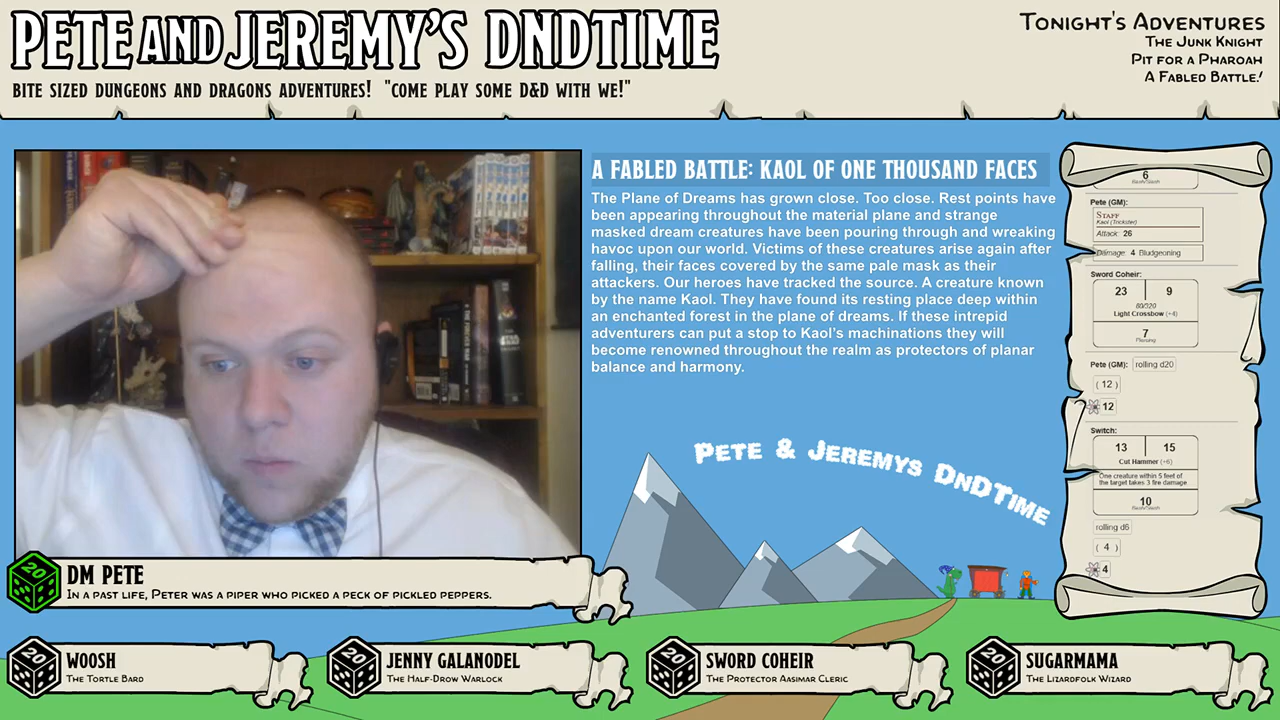 PETE AND JEREMY'S DNDTIME
BITE SIZED DUNGEONS AND DRAGONS ADVENTURES! "COME PLAY SOME D&D WITH WE!"
TONIGHT'S ADVENTURES
THE JUNK KNIGHT
PIT FOR A PHAROAH
A FABLED BATTLE!
A FABLED BATTLE: KAOL OF ONE THOUSAND FACES
The Plane of Dreams has grown close. Too close. Rest points have
been appearing throughout the material plane and strange
masked dream creatures have been pouring through and wreaking
havoc upon our world. Victims of these creatures arise again after
falling, their faces covered by the same pale mask as their
attackers. Our heroes have tracked the source. A creature known
by the name Kaol. They have found its resting place deep within
an enchanted forest in the plane of dreams. If these intrepid
adventurers can put a stop to Kaol's machinations they will
become renowned throughout the realm as protectors of planar
balance and harmony.
PETE & JEREMYS DNDTIME
6
Pete (GM):
STAFF
Kaol (Trickster)
Attack: 26
Damage: 4 Bludgeoning
Sword Coheir:
23 9
80/320
Light Crossbow (+4)
7
Piercing
Pete (GM): rolling d20
( 12 )
12
Switch:
13 15
Cut Hammer (+6)
One creature within 5 feet of
the target takes 3 fire damage
10
rolling d6
( 4 )
4
20
DM PETE
IN A PAST LIFE, PETER WAS A PIPER WHO PICKED A PECK OF PICKLED PEPPERS.
20
WOOSH
THE TORTLE BARD
20
JENNY GALANODEL
THE HALF-DROW WARLOCK
20
SWORD COHEIR
THE PROTECTOR AASIMAR CLERIC
20
SUGARMAMA
THE LIZARDFOLK WIZARD